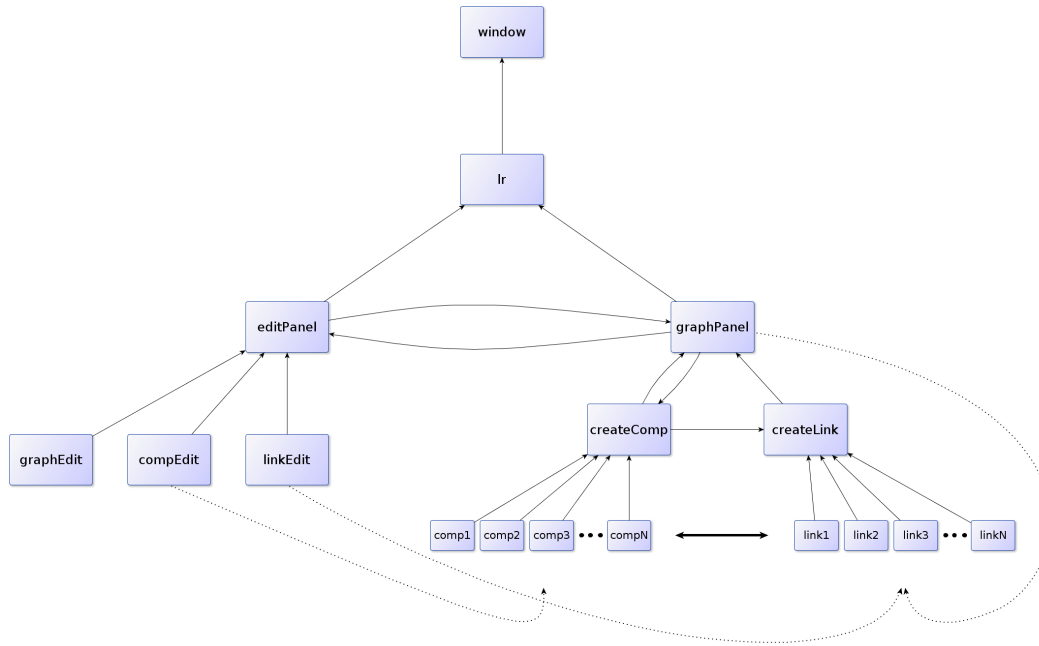 window
lr
editPanel
graphPanel
createComp
createLink
graphEdit
compEdit
linkEdit
comp1
comp2
comp3
compN
link1
link2
link3
linkN